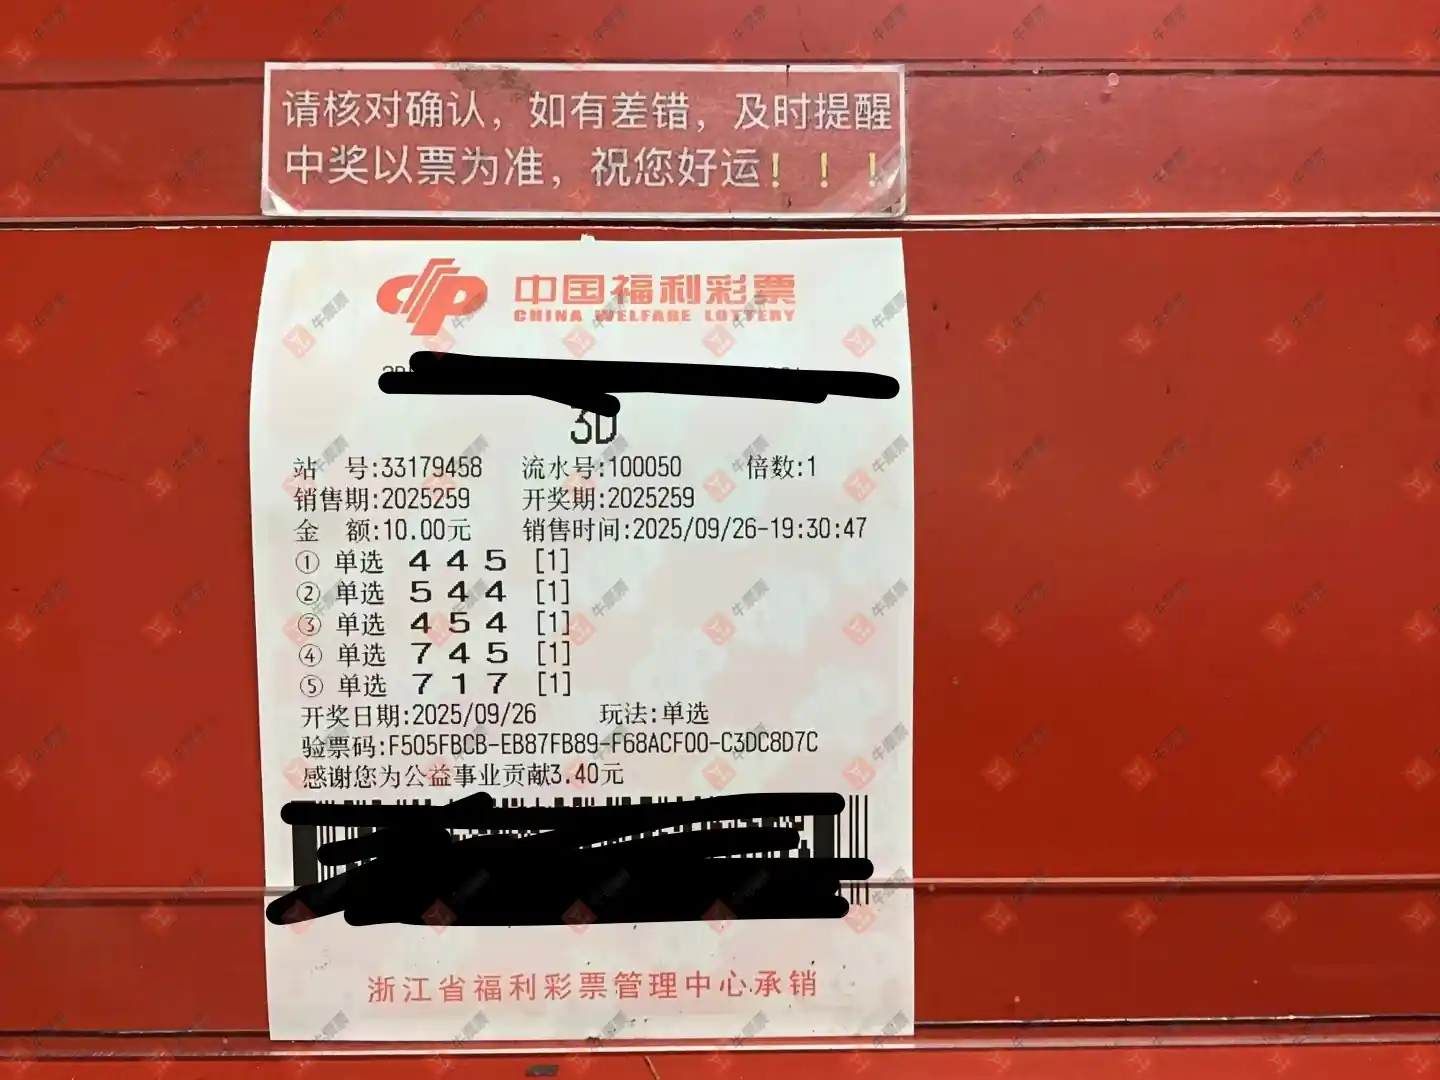 请核对确认，如有差错，及时提醒
中奖以票为准，祝您好运！！！
中国福利彩票
CHINA WELFARE LOTTERY
3D
站 号:33179458 流水号:100050 倍数:1
销售期:2025259 开奖期:2025259
金 额:10.00元 销售时间:2025/09/26-19:30:47
① 单选 4 4 5 [1]
② 单选 5 4 4 [1]
③ 单选 4 5 4 [1]
④ 单选 7 4 5 [1]
⑤ 单选 7 1 7 [1]
开奖日期:2025/09/26 玩法:单选
验票码:F505FBCB-EB87FB89-F68ACF00-C3DC8D7C
感谢您为公益事业贡献3.40元
浙江省福利彩票管理中心承销
牛票票